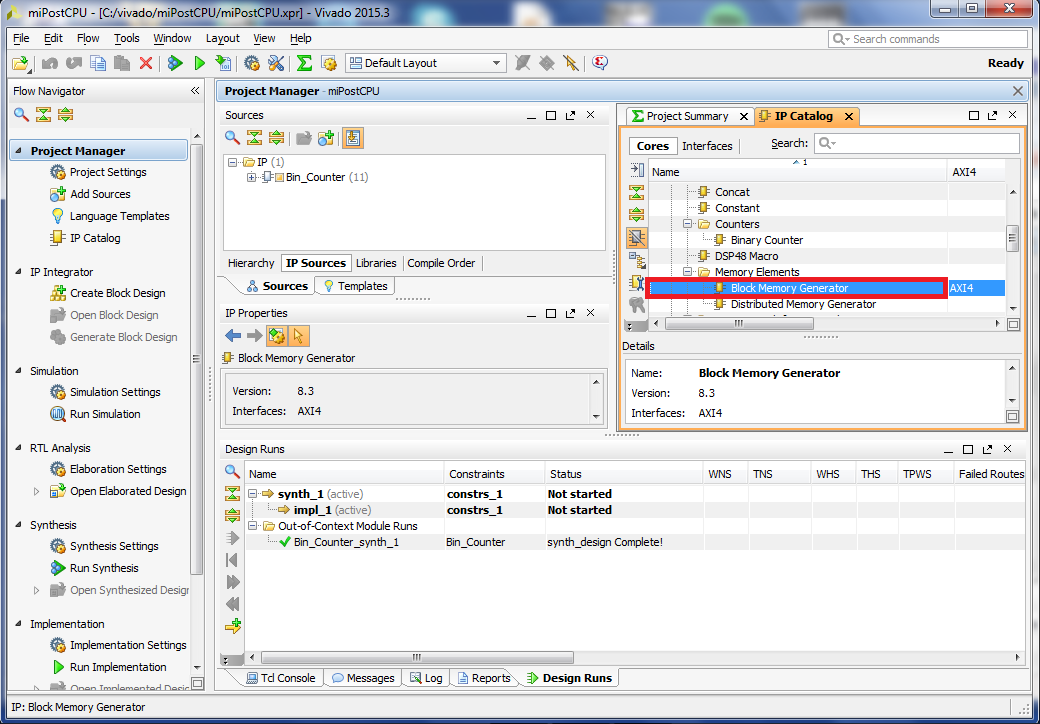 miPostCPU - [C:/vivado/miPostCPU/miPostCPU.xpr] - Vivado 2015.3
File Edit Flow Tools Window Layout View Help
Search commands
Default Layout
Ready
Flow Navigator
Project Manager
Project Settings
Add Sources
Language Templates
IP Catalog
IP Integrator
Create Block Design
Open Block Design
Generate Block Design
Simulation
Simulation Settings
Run Simulation
RTL Analysis
Elaboration Settings
Open Elaborated Design
Synthesis
Synthesis Settings
Run Synthesis
Open Synthesized Design
Implementation
Implementation Settings
Run Implementation
Open Implemented Desig
Project Manager - miPostCPU
Sources
IP (1)
Bin_Counter (11)
Hierarchy IP Sources Libraries Compile Order
Sources Templates
IP Properties
Block Memory Generator
Version: 8.3
Interfaces: AXI4
Project Summary IP Catalog
Cores Interfaces Search:
Name 1 AXI4
Concat
Constant
Counters
Binary Counter
DSP48 Macro
Memory Elements
Block Memory Generator AXI4
Distributed Memory Generator
Details
Name: Block Memory Generator
Version: 8.3
Interfaces: AXI4
Design Runs
Name Constraints Status WNS TNS WHS THS TPWS Failed Routes
synth_1 (active) constrs_1 Not started
impl_1 (active) constrs_1 Not started
Out-of-Context Module Runs
Bin_Counter_synth_1 Bin_Counter synth_design Complete!
Tcl Console Messages Log Reports Design Runs
IP: Block Memory Generator